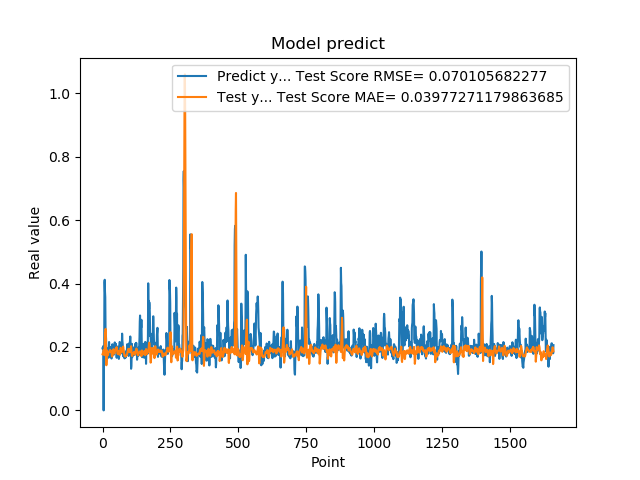 Model predict
Predict y... Test Score RMSE= 0.070105682277
Test y... Test Score MAE= 0.03977271179863685
Real value
1.0
0.8
0.6
0.4
0.2
0.0
0 250 500 750 1000 1250 1500
Point